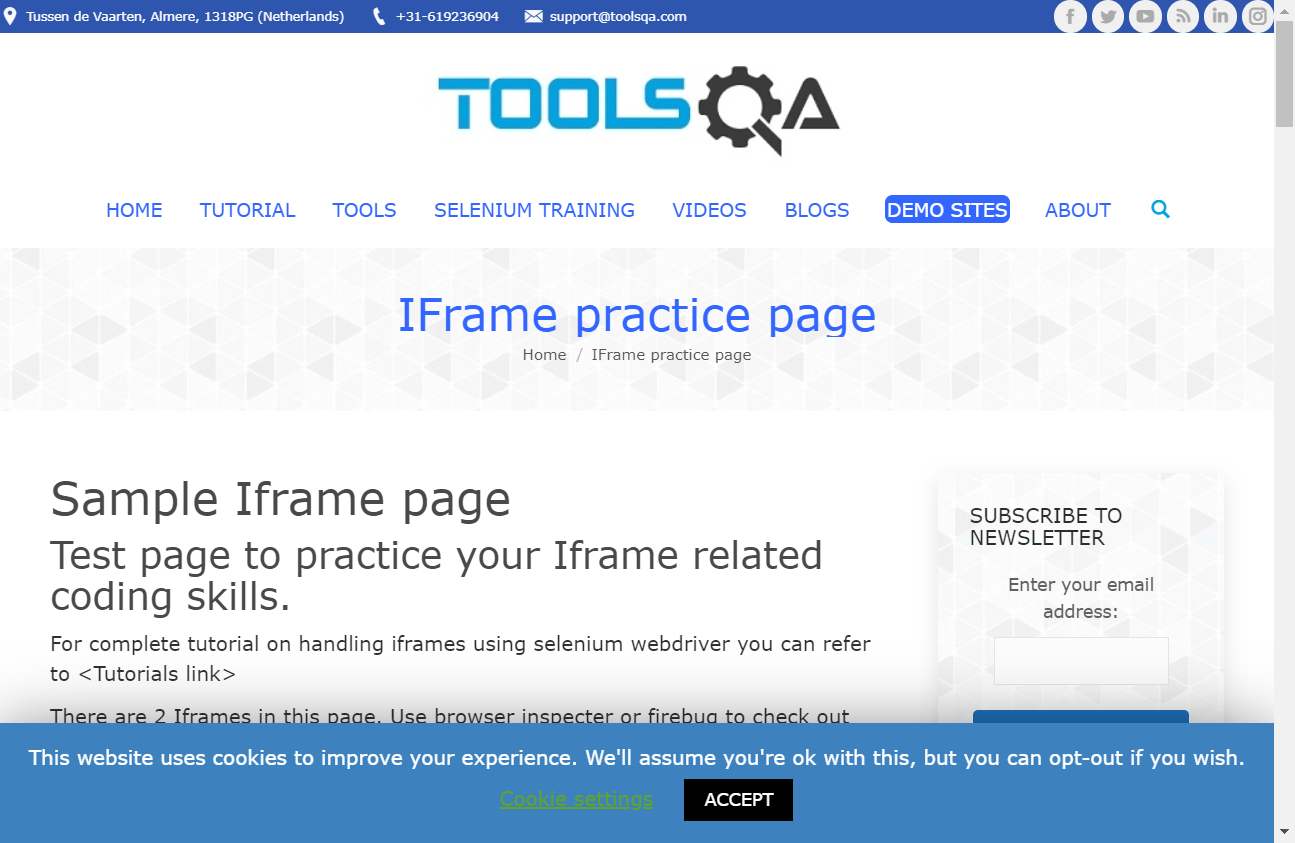 Tussen de Vaarten, Almere, 1318PG (Netherlands) +31-619236904 support@toolsqa.com
TOOLSQA
HOME TUTORIAL TOOLS SELENIUM TRAINING VIDEOS BLOGS DEMO SITES ABOUT
IFrame practice page
Home / IFrame practice page
Sample Iframe page
Test page to practice your Iframe related
coding skills.
For complete tutorial on handling iframes using selenium webdriver you can refer
to <Tutorials link>
There are 2 Iframes in this page. Use browser inspecter or firebug to check out
SUBSCRIBE TO
NEWSLETTER
Enter your email
address:
This website uses cookies to improve your experience. We'll assume you're ok with this, but you can opt-out if you wish.
Cookie settings ACCEPT